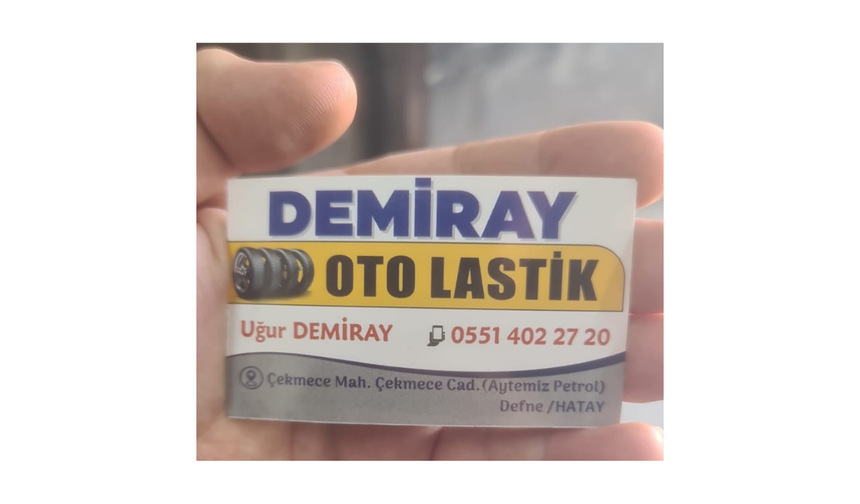 DEMİRAY
OTO LASTİK
Uğur DEMİRAY 0551 402 27 20
Çekmece Mah. Çekmece Cad. (Aytemiz Petrol)
Defne /HATAY